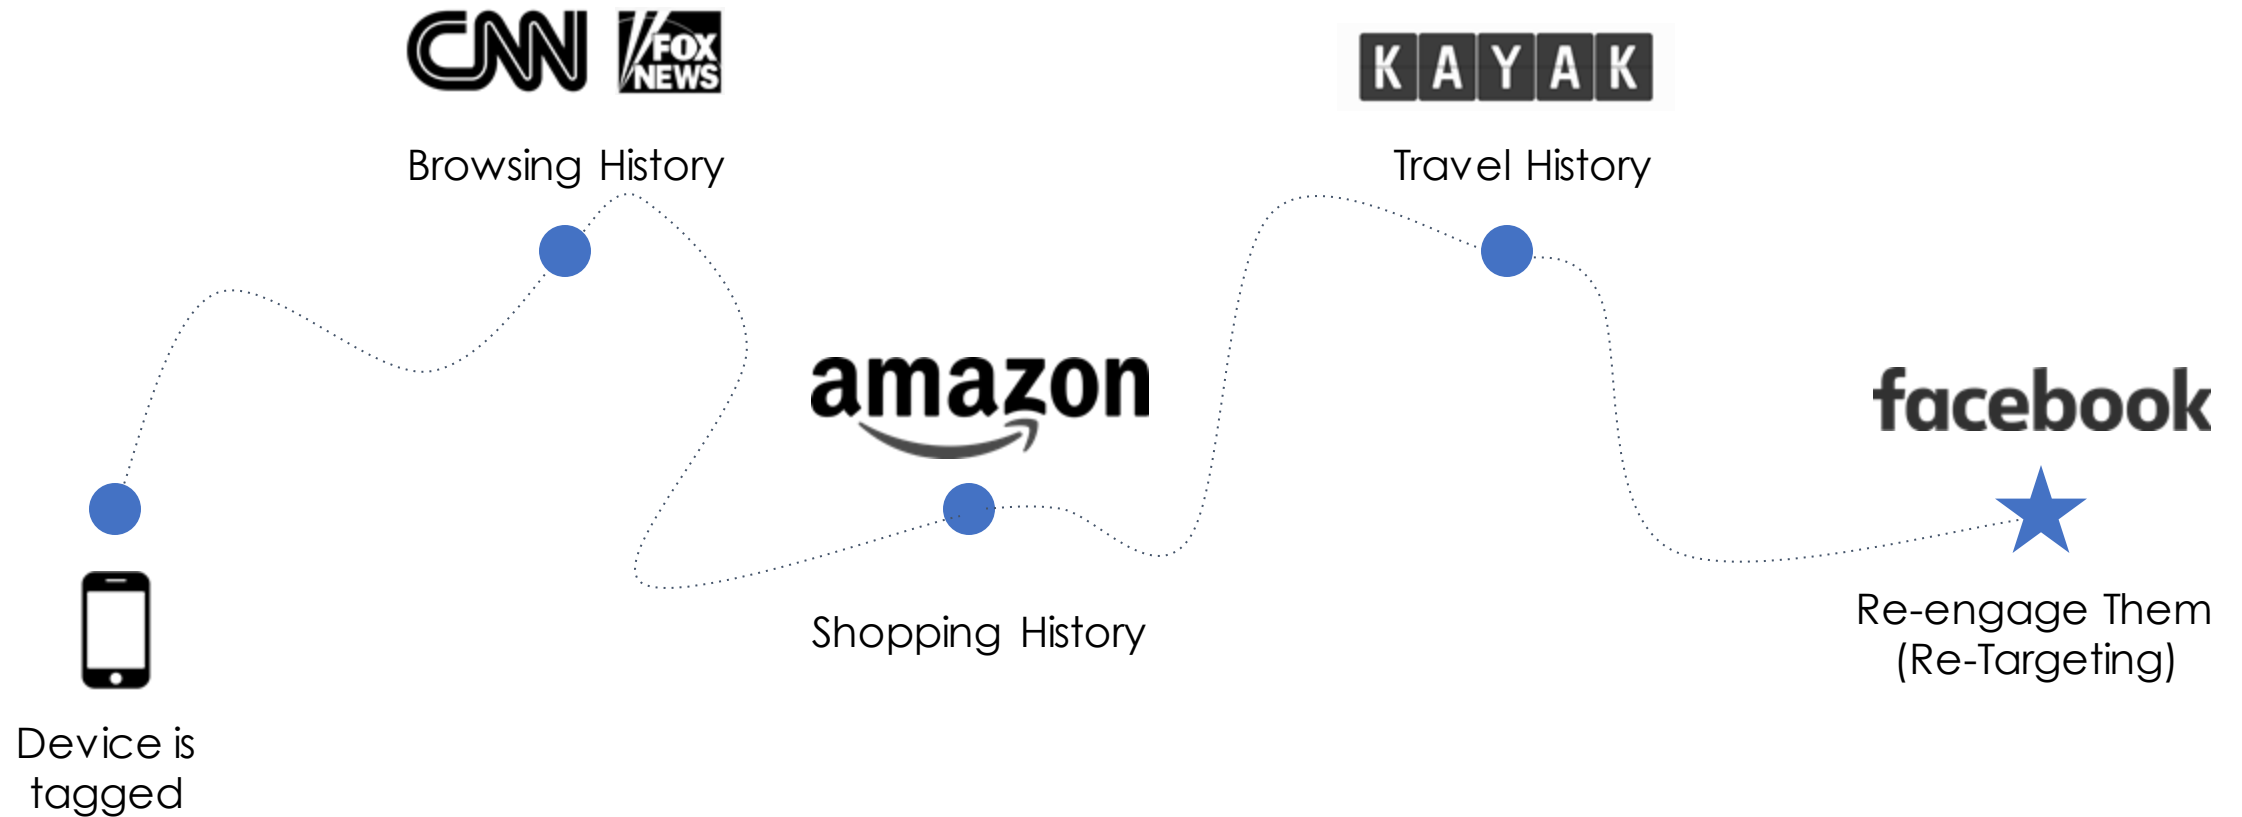 CNN
FOX
NEWS
Browsing History
KAYAK
Travel History
amazon
Shopping History
facebook
Re-engage Them
(Re-Targeting)
Device is
tagged